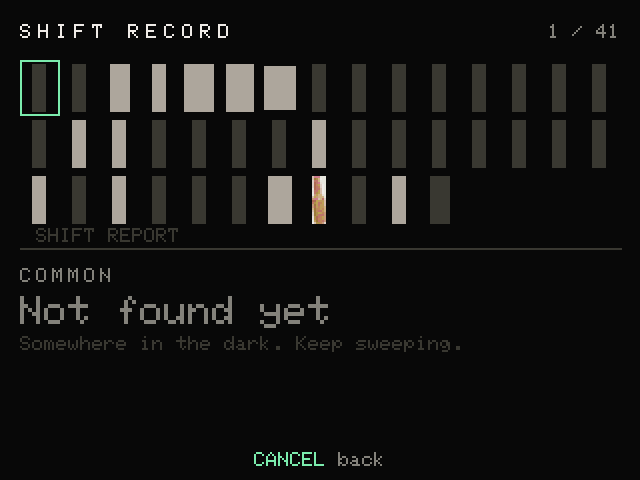 SHIFT RECORD
1 / 41
SHIFT REPORT
COMMON
Not found yet
Somewhere in the dark. Keep sweeping.
CANCEL back